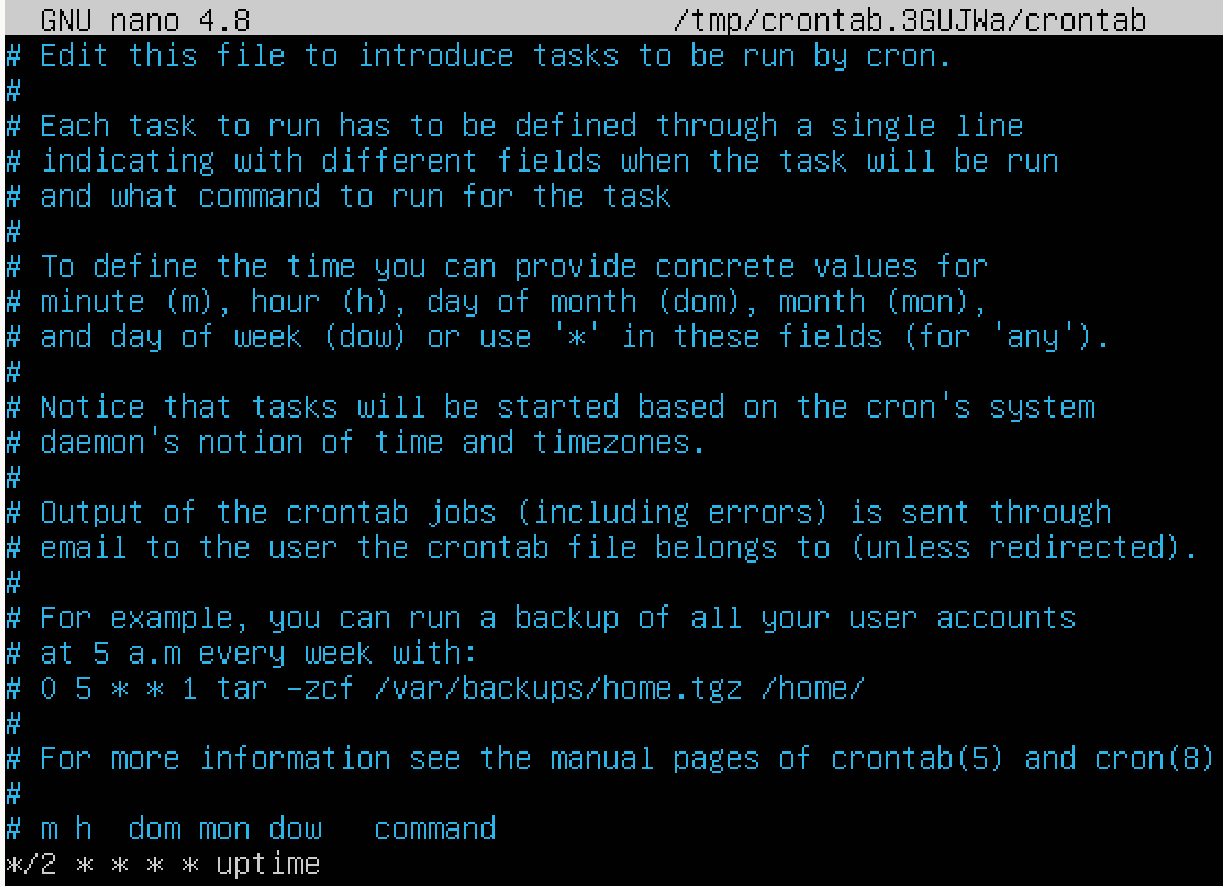 GNU nano 4.8 /tmp/crontab.3GUJWa/crontab
# Edit this file to introduce tasks to be run by cron.
#
# Each task to run has to be defined through a single line
# indicating with different fields when the task will be run
# and what command to run for the task
#
# To define the time you can provide concrete values for
# minute (m), hour (h), day of month (dom), month (mon),
# and day of week (dow) or use '*' in these fields (for 'any').
#
# Notice that tasks will be started based on the cron's system
# daemon's notion of time and timezones.
#
# Output of the crontab jobs (including errors) is sent through
# email to the user the crontab file belongs to (unless redirected).
#
# For example, you can run a backup of all your user accounts
# at 5 a.m every week with:
# 0 5 * * 1 tar -zcf /var/backups/home.tgz /home/
#
# For more information see the manual pages of crontab(5) and cron(8)
#
# m h  dom mon dow   command
*/2 * * * * uptime